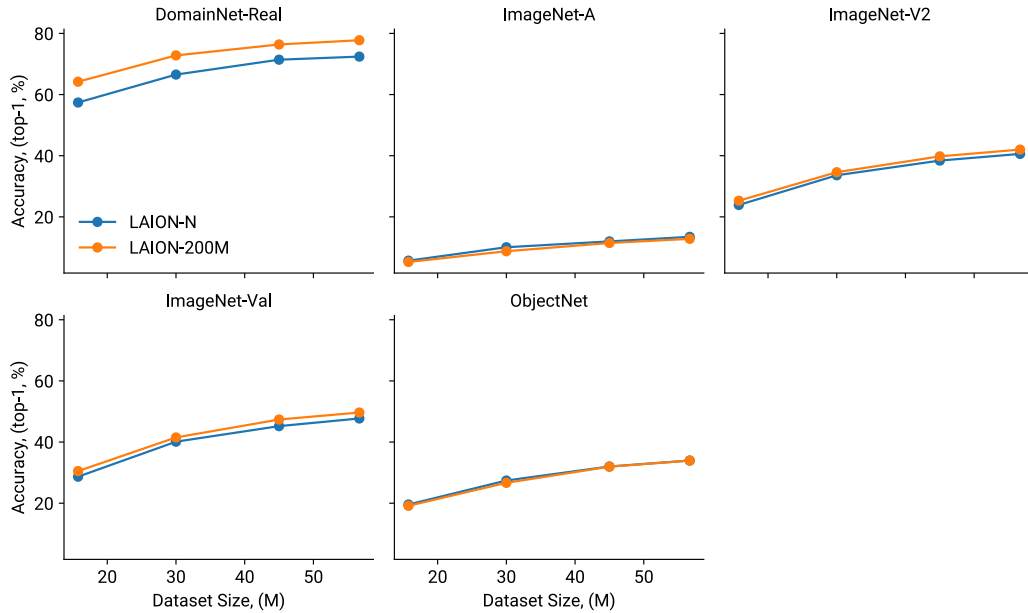 DomainNet-Real
ImageNet-A
ImageNet-V2
80
60
40
20
Accuracy, (top-1, %)
LAION-N
LAION-200M
ImageNet-Val
ObjectNet
80
60
40
20
Accuracy, (top-1, %)
20 30 40 50
20 30 40 50
Dataset Size, (M)
Dataset Size, (M)